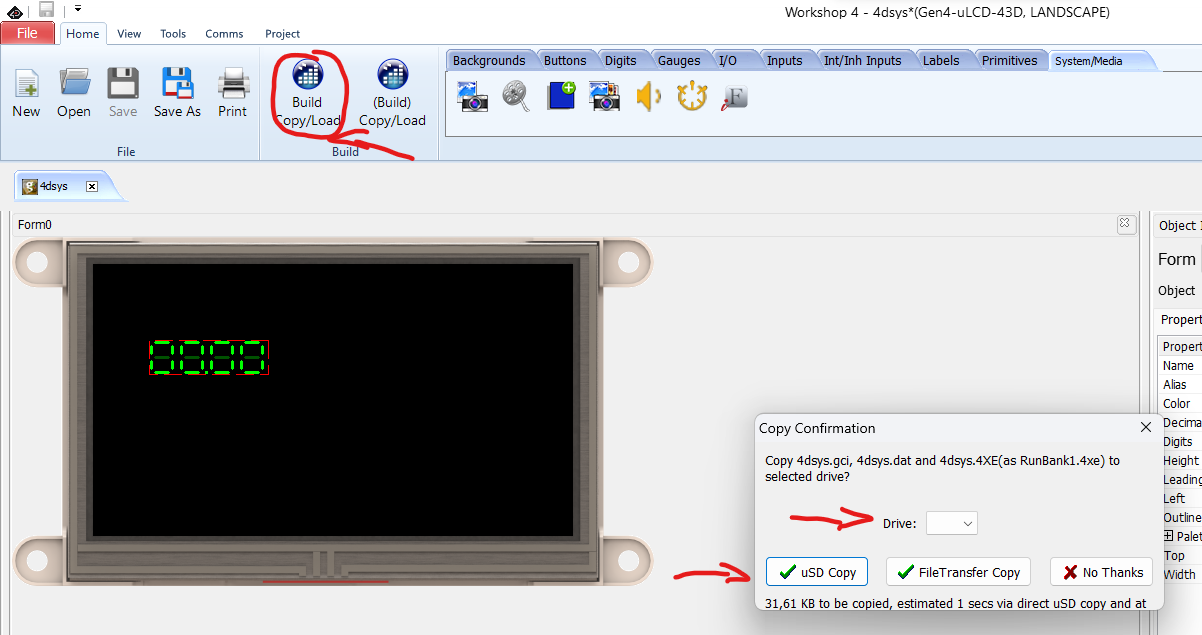 Workshop 4 - 4dsys*(Gen4-uLCD-43D, LANDSCAPE)
File Home View Tools Comms Project
New Open Save Save As Print
Build
Copy/Load
(Build)
Copy/Load
File Build
Backgrounds Buttons Digits Gauges I/O Inputs Int/Inh Inputs Labels Primitives System/Media
4dsys
Form0
Object
Form
Object
Propert
Propert
Name
Alias
Color
Decima
Digits
Height
Leading
Left
Outline
Palet
Top
Width
00.00
Copy Confirmation
Copy 4dsys.gci, 4dsys.dat and 4dsys.4XE(as RunBank1.4xe) to
selected drive?
Drive:
uSD Copy FileTransfer Copy No Thanks
31,61 KB to be copied, estimated 1 secs via direct uSD copy and at